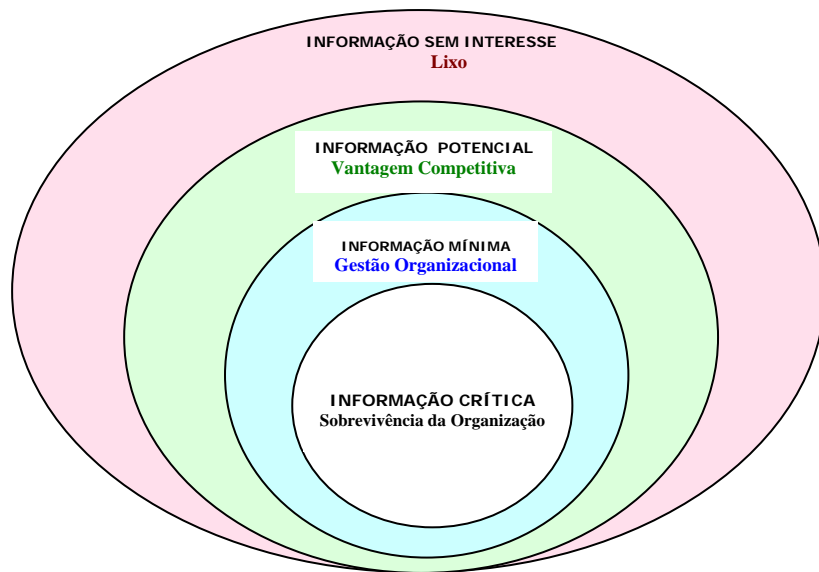 INFORMAÇÃO SEM INTERESSE
Lixo
INFORMAÇÃO POTENCIAL
Vantagem Competitiva
INFORMAÇÃO MÍNIMA
Gestão Organizacional
INFORMAÇÃO CRÍTICA
Sobrevivência da Organização